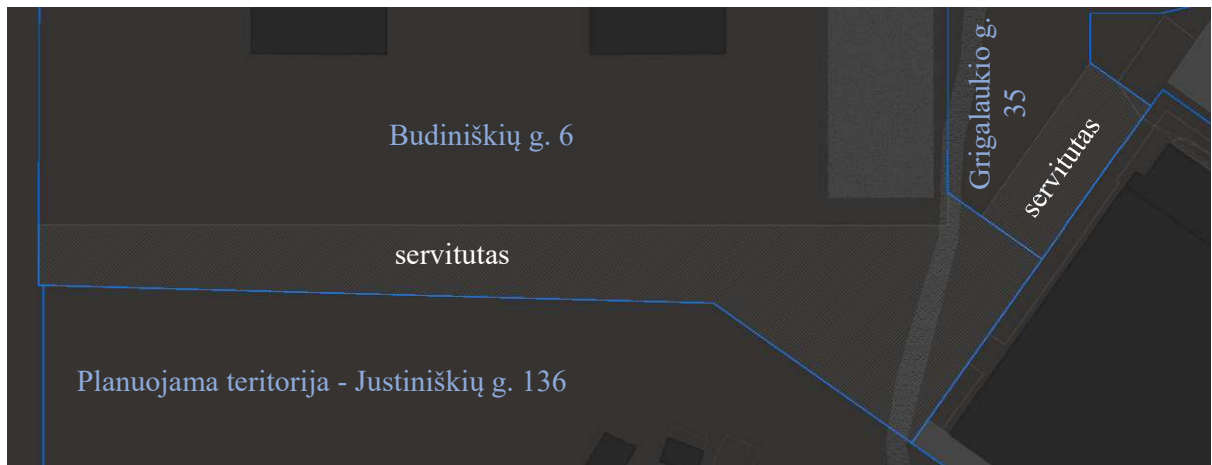 Budiniškių g. 6
Grigalaukio g.
35
servitutas
servitutas
Planuojama teritorija - Justiniškių g. 136